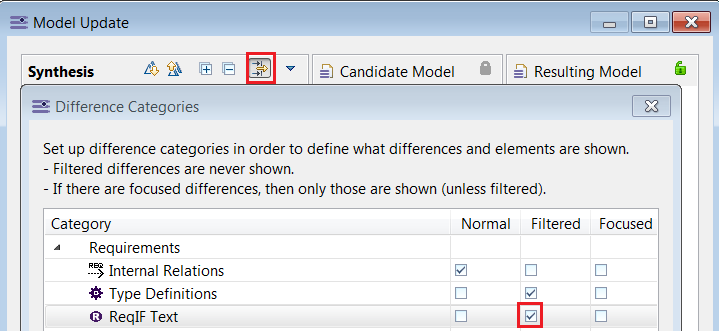 Model Update
Synthesis
Candidate Model
Resulting Model
Difference Categories
Set up difference categories in order to define what differences and elements are shown.
- Filtered differences are never shown.
- If there are focused differences, then only those are shown (unless filtered).
Category Normal Filtered Focused
Requirements
REQ Internal Relations
Type Definitions
R ReqIF Text